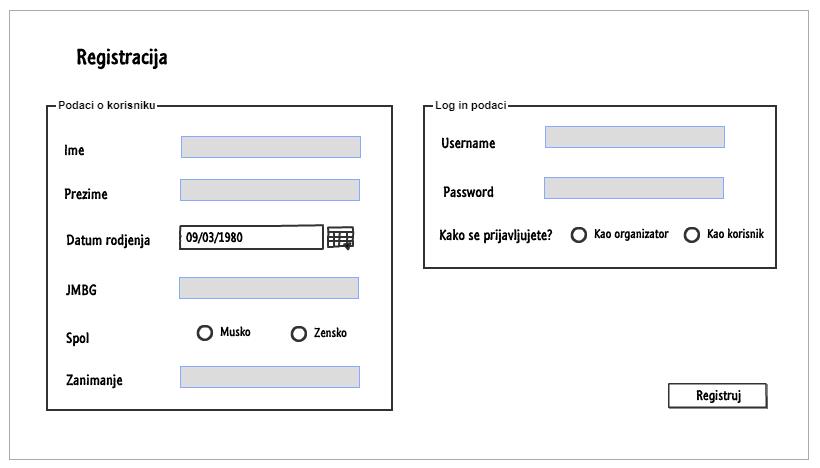 Registracija
Podaci o korisniku
Ime
Prezime
Datum rodjenja 09/03/1980
JMBG
Spol Musko Zensko
Zanimanje
Log in podaci
Username
Password
Kako se prijavljujete? Kao organizator Kao korisnik
Registruj